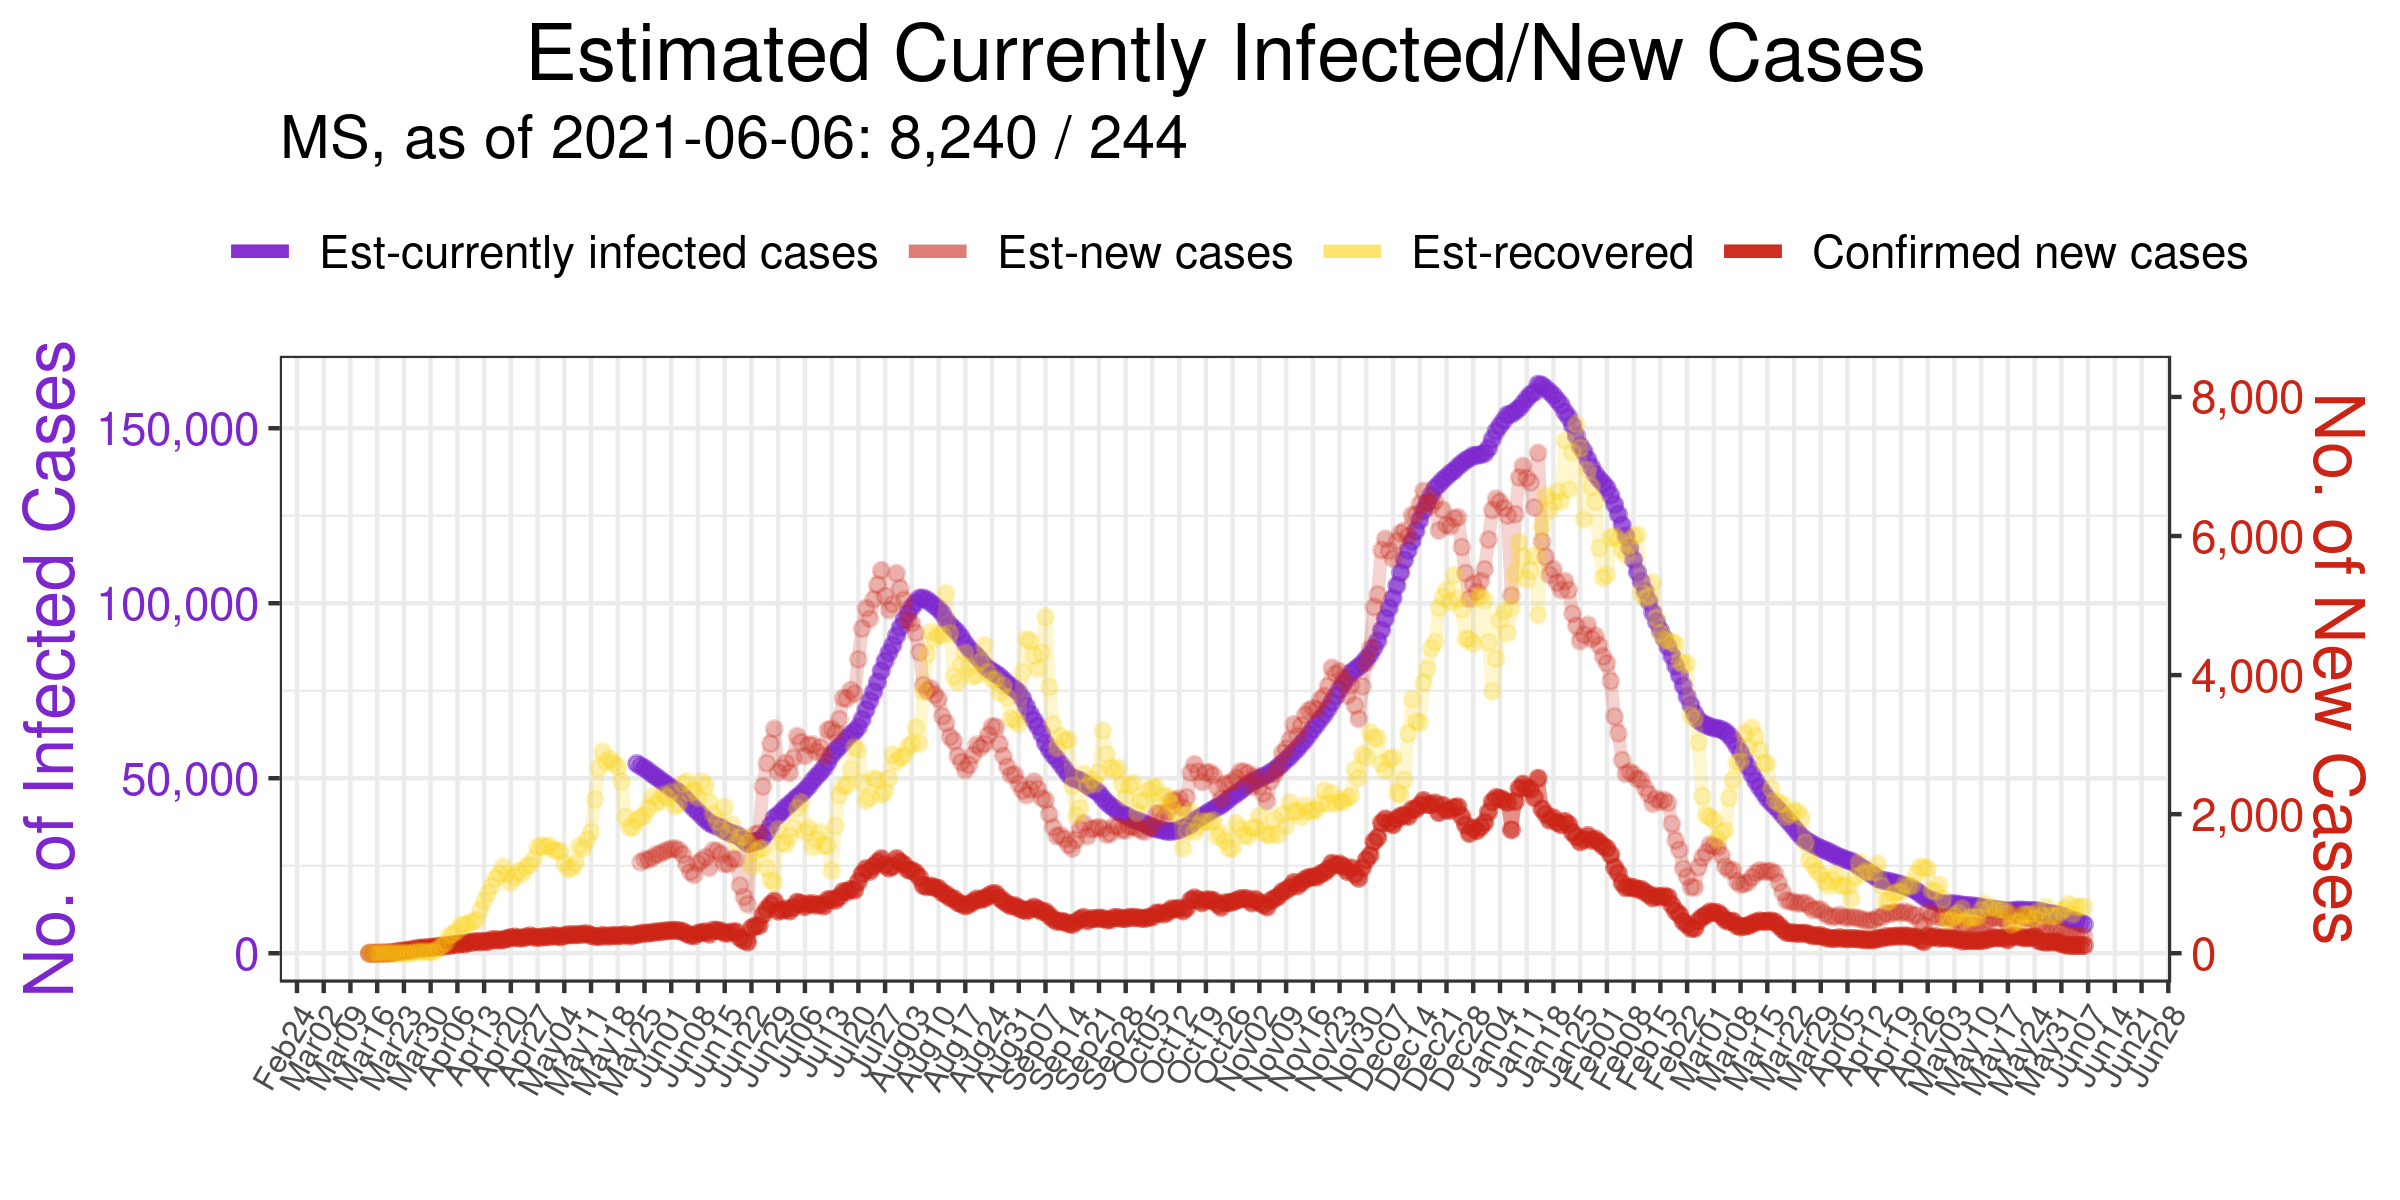 Estimated Currently Infected/New Cases
MS, as of 2021-06-06: 8,240 / 244
Est-currently infected cases Est-new cases Est-recovered Confirmed new cases
No. of Infected Cases
150,000
100,000
50,000
0
8,000
6,000
4,000
2,000
0
No. of New Cases
Feb24
Mar02
Mar09
Mar16
Mar23
Mar30
Apr06
Apr13
Apr20
Apr27
May04
May11
May18
May25
Jun01
Jun08
Jun15
Jun22
Jun29
Jul06
Jul13
Jul20
Jul27
Aug03
Aug10
Aug17
Aug24
Aug31
Sep07
Sep14
Sep21
Sep28
Oct05
Oct12
Oct19
Oct26
Nov02
Nov09
Nov16
Nov23
Nov30
Dec07
Dec14
Dec21
Dec28
Jan04
Jan11
Jan18
Jan25
Feb01
Feb08
Feb15
Feb22
Mar01
Mar08
Mar15
Mar22
Mar29
Apr05
Apr12
Apr19
Apr26
May03
May10
May17
May24
May31
Jun07
Jun14
Jun21
Jun28